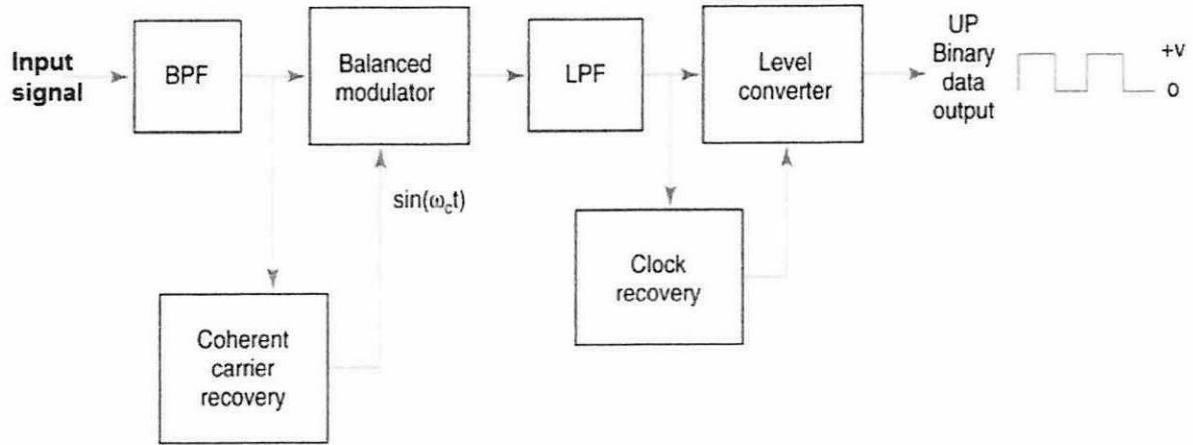 Input
signal
BPF
Balanced
modulator
LPF
Level
converter
UP
Binary
data
output
+v
0
sin(ωct)
Coherent
carrier
recovery
Clock
recovery